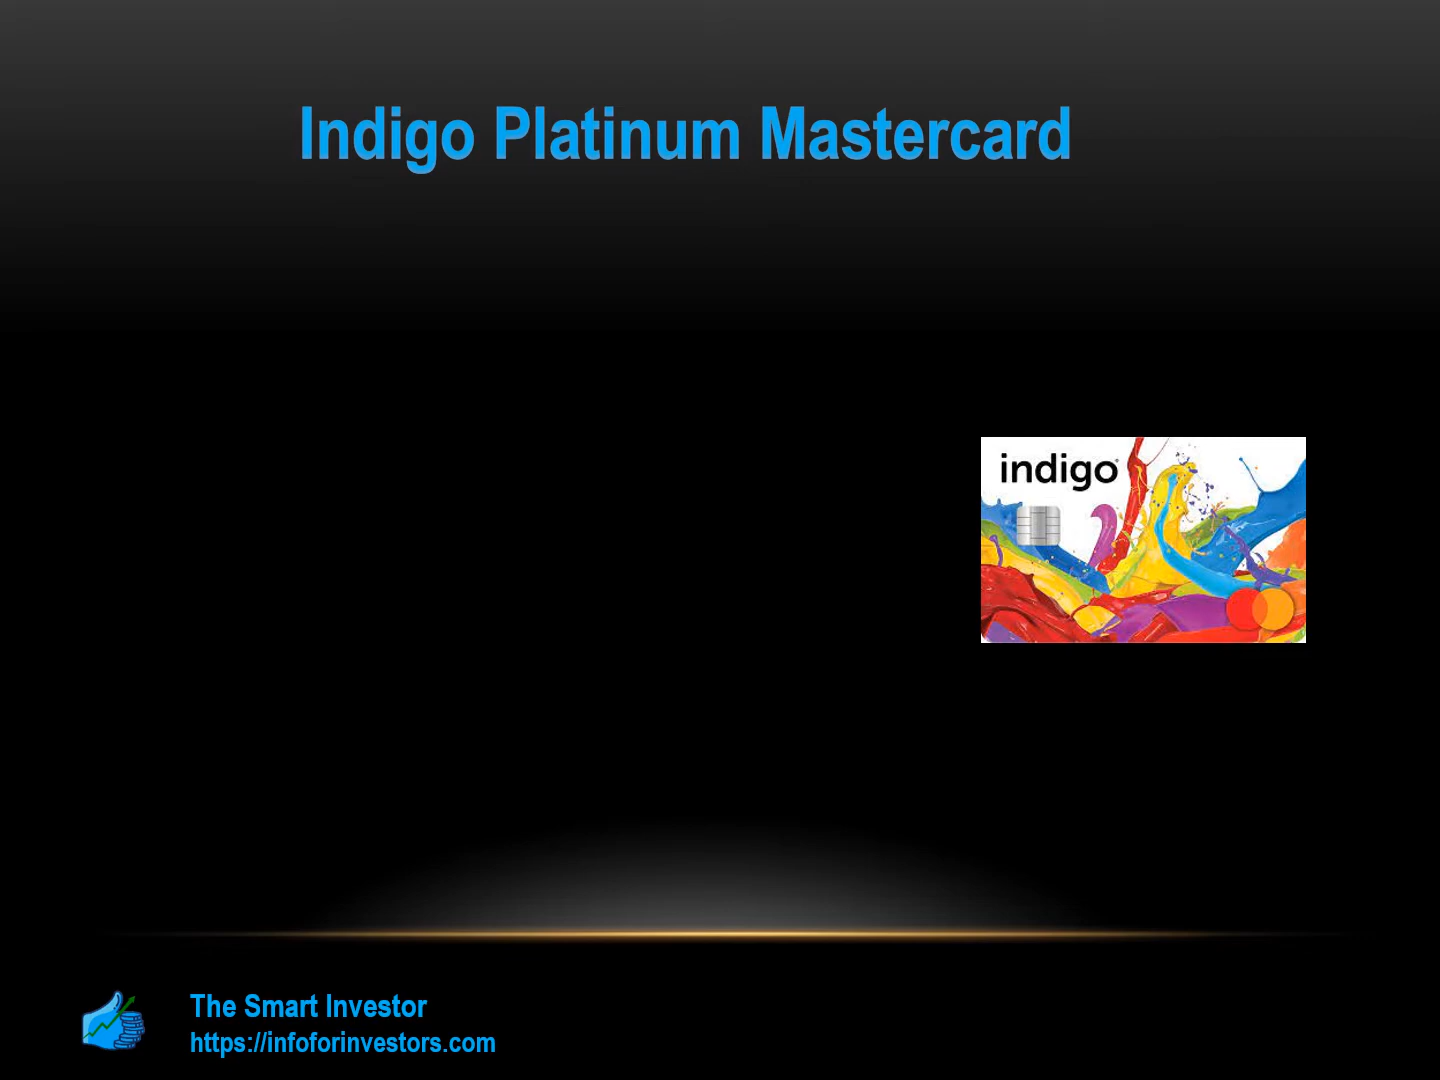 Indigo Platinum Mastercard
indigo
The Smart Investor
https://infoforinvestors.com